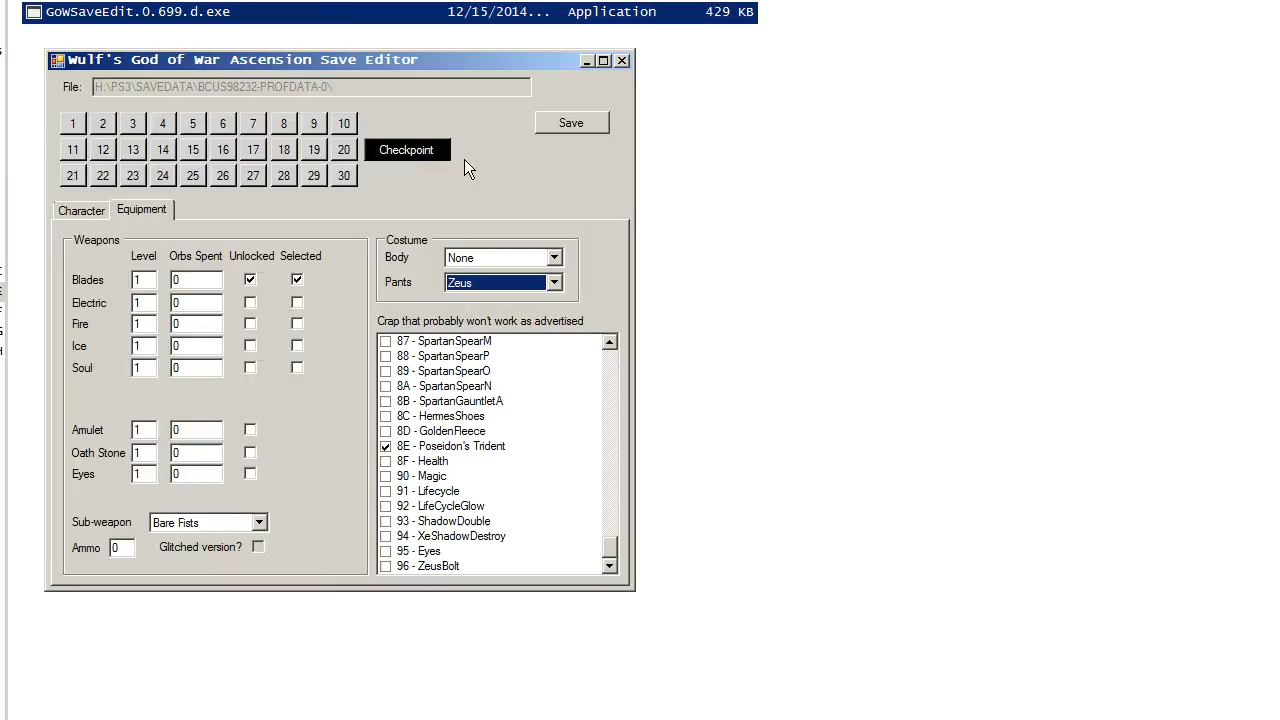 GowSaveEdit.0.699.d.exe 12/15/2014... Application 429 KB
Wulf's God of War Ascension Save Editor
File: H:\PS3\SAVEDATA\BCUS98232-PROFDATA-0\
1 2 3 4 5 6 7 8 9 10 Save
11 12 13 14 15 16 17 18 19 20 Checkpoint
21 22 23 24 25 26 27 28 29 30
Character Equipment
Weapons
Level Orbs Spent Unlocked Selected
Blades 1 0
Electric 1 0
Fire 1 0
Ice 1 0
Soul 1 0
Amulet 1 0
Oath Stone 1 0
Eyes 1 0
Sub-weapon Bare Fists
Ammo 0 Glitched version?
Costume
Body None
Pants Zeus
Crap that probably won't work as advertised
87 - SpartanSpearM
88 - SpartanSpearP
89 - SpartanSpearO
8A - SpartanSpearN
8B - SpartanGauntletA
8C - HermesShoes
8D - GoldenFleece
8E - Poseidon's Trident
8F - Health
90 - Magic
91 - Lifecycle
92 - LifeCycleGlow
93 - ShadowDouble
94 - XeShadowDestroy
95 - Eyes
96 - ZeusBolt